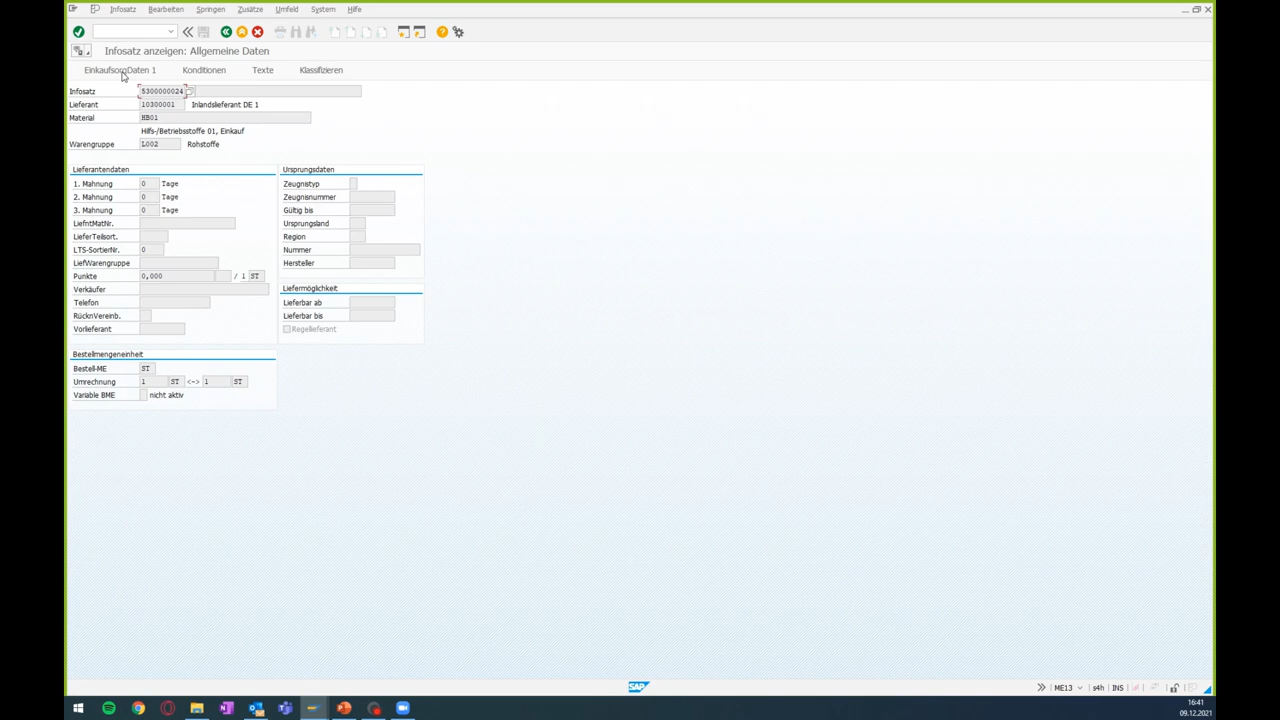 Infosatz Bearbeiten Springen Zusätze Umfeld System Hilfe
Infosatz anzeigen: Allgemeine Daten
EinkaufsorgDaten 1 Konditionen Texte Klassifizieren
Infosatz 5300000024
Lieferant 10300001 Inlandslieferant DE 1
Material HB01
Hilfs-/Betriebsstoffe 01, Einkauf
Warengruppe L002 Rohstoffe
Lieferantendaten
1. Mahnung 0 Tage
2. Mahnung 0 Tage
3. Mahnung 0 Tage
LiefntMatNr.
LieferTeilsort.
LTS-SortierNr. 0
LiefWarengruppe
Punkte 0,000 / 1 ST
Verkäufer
Telefon
RücknVereinb.
Vorlieferant
Ursprungsdaten
Zeugnistyp
Zeugnisnummer
Gültig bis
Ursprungsland
Region
Nummer
Hersteller
Liefermöglichkeit
Lieferbar ab
Lieferbar bis
Regellieferant
Bestellmengeneinheit
Bestell-ME ST
Umrechnung 1 ST <-> 1 ST
Variable BME nicht aktiv
SAP
ME13 s4h INS
16:41
09.12.2021